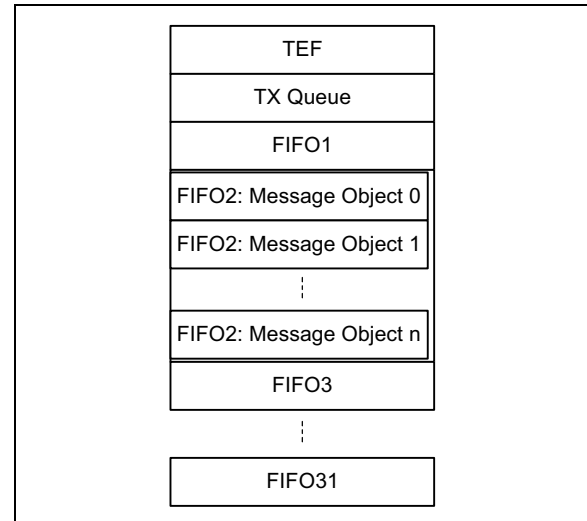 TEF
TX Queue
FIFO1
FIFO2: Message Object 0
FIFO2: Message Object 1
FIFO2: Message Object n
FIFO3
FIFO31